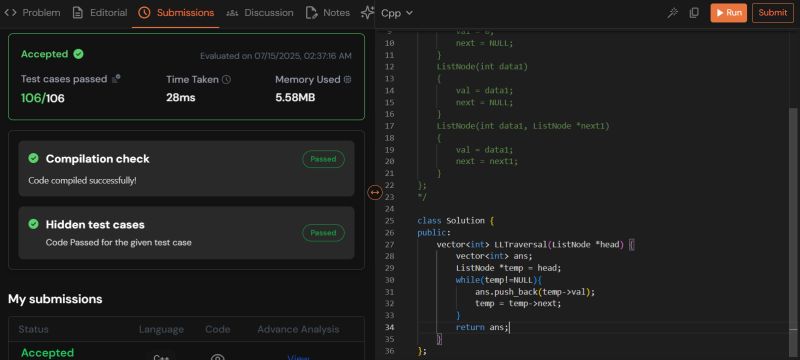 Problem Editorial Submissions Discussion Notes
Accepted
Evaluated on 07/15/2025, 02:37:16 AM
Test cases passed Time Taken Memory Used
106/106 28ms 5.58MB
Compilation check Passed
Code compiled successfully!
Hidden test cases Passed
Code Passed for the given test case
My submissions
Status Language Code Advance Analysis
Accepted C++ View
Cpp Run Submit
10 next = NULL;
11 }
12 ListNode(int data1)
13 {
14 val = data1;
15 next = NULL;
16 }
17 ListNode(int data1, ListNode *next1)
18 {
19 val = data1;
20 next = next1;
21 }
22 };
23 */
24
25 class Solution {
26 public:
27 vector<int> LLTraversal(ListNode *head) {
28 vector<int> ans;
29 ListNode *temp = head;
30 while(temp!=NULL){
31 ans.push_back(temp->val);
32 temp = temp->next;
33 }
34 return ans;
35 }
36 };